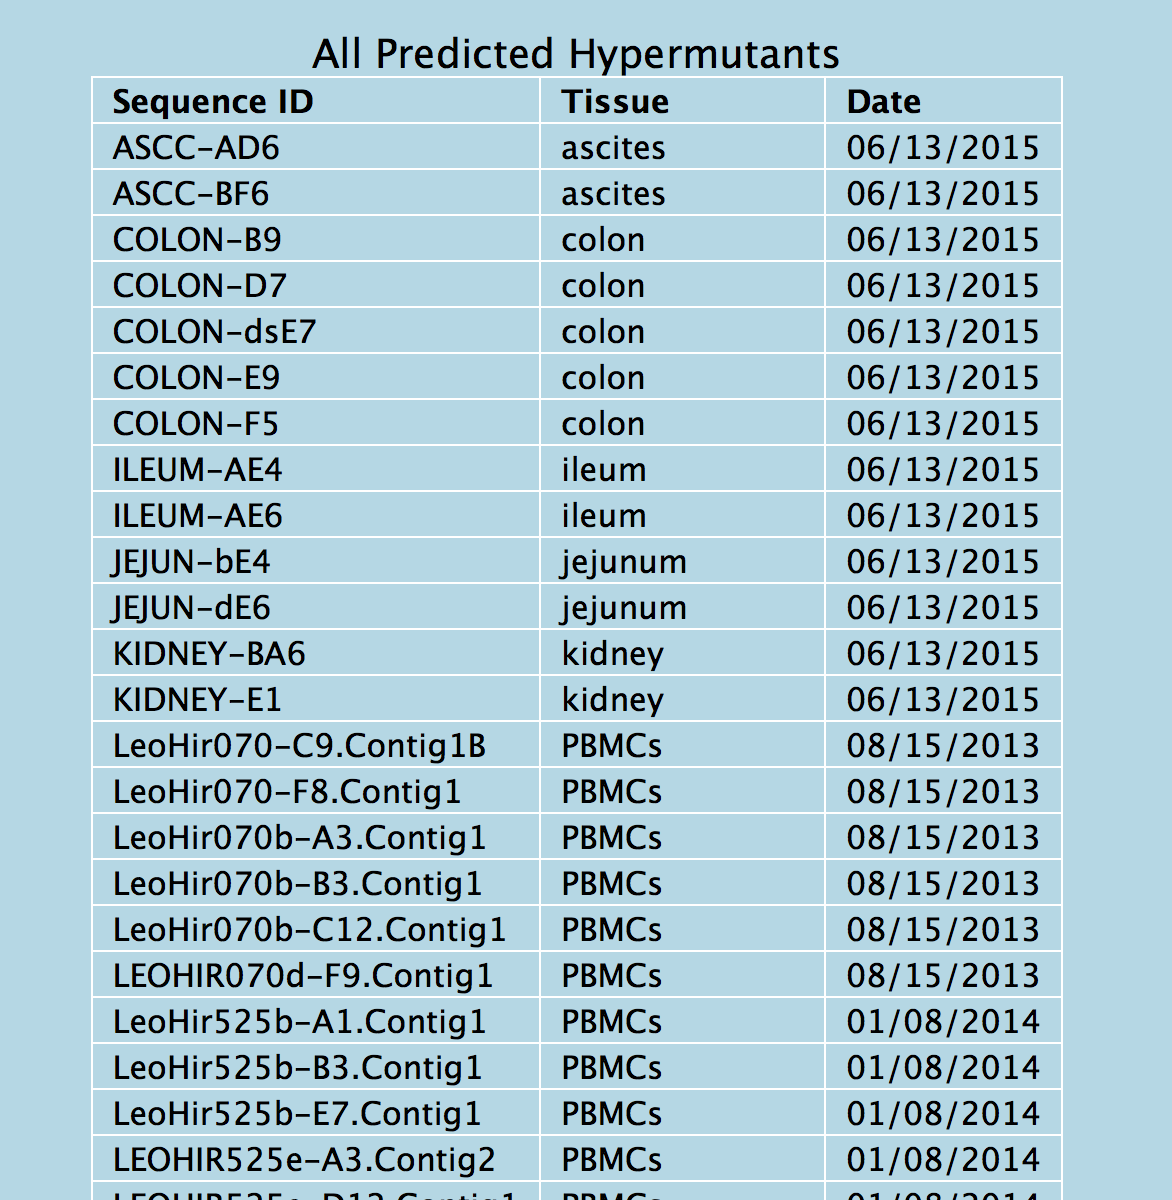 All Predicted Hypermutants
Sequence ID Tissue Date
ASCC-AD6 ascites 06/13/2015
ASCC-BF6 ascites 06/13/2015
COLON-B9 colon 06/13/2015
COLON-D7 colon 06/13/2015
COLON-dsE7 colon 06/13/2015
COLON-E9 colon 06/13/2015
COLON-F5 colon 06/13/2015
ILEUM-AE4 ileum 06/13/2015
ILEUM-AE6 ileum 06/13/2015
JEJUN-bE4 jejunum 06/13/2015
JEJUN-dE6 jejunum 06/13/2015
KIDNEY-BA6 kidney 06/13/2015
KIDNEY-E1 kidney 06/13/2015
LeoHir070-C9.Contig1B PBMCs 08/15/2013
LeoHir070-F8.Contig1 PBMCs 08/15/2013
LeoHir070b-A3.Contig1 PBMCs 08/15/2013
LeoHir070b-B3.Contig1 PBMCs 08/15/2013
LeoHir070b-C12.Contig1 PBMCs 08/15/2013
LEOHIR070d-F9.Contig1 PBMCs 08/15/2013
LeoHir525b-A1.Contig1 PBMCs 01/08/2014
LeoHir525b-B3.Contig1 PBMCs 01/08/2014
LeoHir525b-E7.Contig1 PBMCs 01/08/2014
LEOHIR525e-A3.Contig2 PBMCs 01/08/2014
PBMCs 01/08/2014